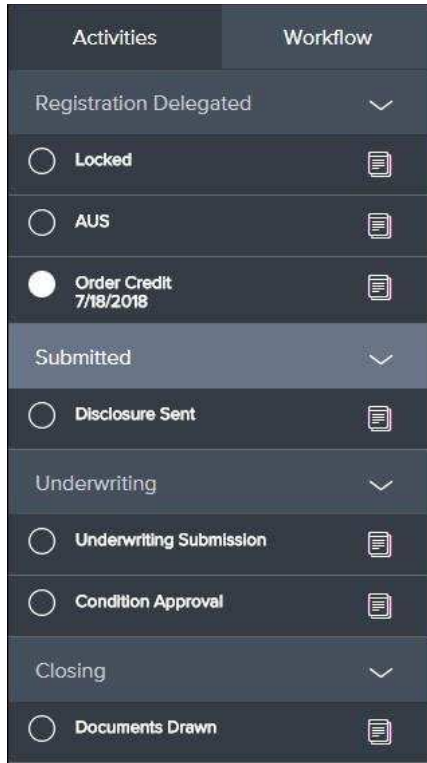 Activities Workflow
Registration Delegated
Locked
AUS
Order Credit
7/18/2018
Submitted
Disclosure Sent
Underwriting
Underwriting Submission
Condition Approval
Closing
Documents Drawn